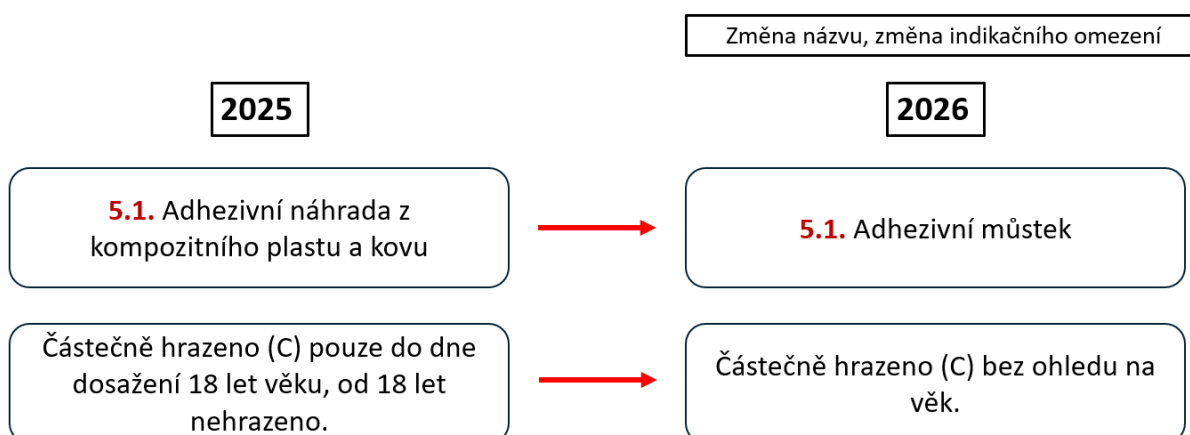 Změna názvu, změna indikačního omezení
2025
2026
5.1. Adhezivní náhrada z
kompozitního plastu a kovu
5.1. Adhezivní můstek
Částečně hrazeno (C) pouze do dne
dosažení 18 let věku, od 18 let
nehrazeno.
Částečně hrazeno (C) bez ohledu na
věk.